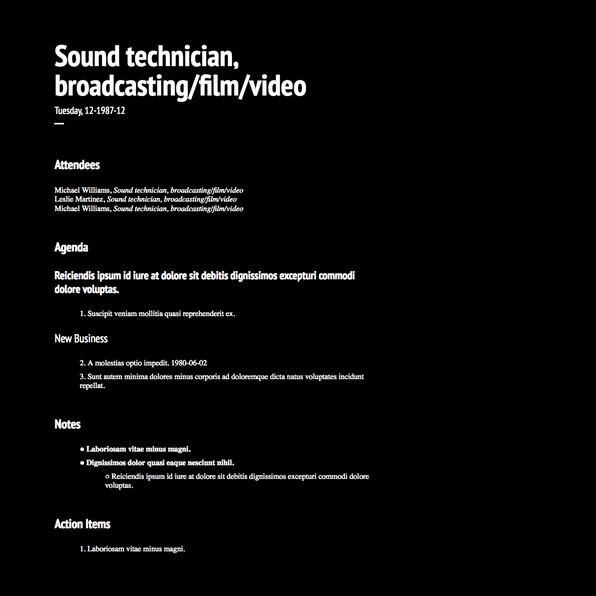 Sound technician,
broadcasting/film/video
Tuesday, 12-1987-12
Attendees
Michael Williams, Sound technician, broadcasting/film/video
Leslie Martinez, Sound technician, broadcasting/film/video
Michael Williams, Sound technician, broadcasting/film/video
Agenda
Reiciendis ipsum id iure at dolore sit debitis dignissimos excepturi commodi
dolore voluptas.
1. Suscipit veniam mollitia quasi reprehenderit ex.
New Business
2. A molestias optio impedit. 1980-06-02
3. Sunt autem minima dolores minus corporis ad doloremque dicta natus voluptates incidunt
repellat.
Notes
● Laboriosam vitae minus magni.
● Dignissimos dolor quasi eaque nesciunt nihil.
○ Reiciendis ipsum id iure at dolore sit debitis dignissimos excepturi commodi dolore
voluptas.
Action Items
1. Laboriosam vitae minus magni.